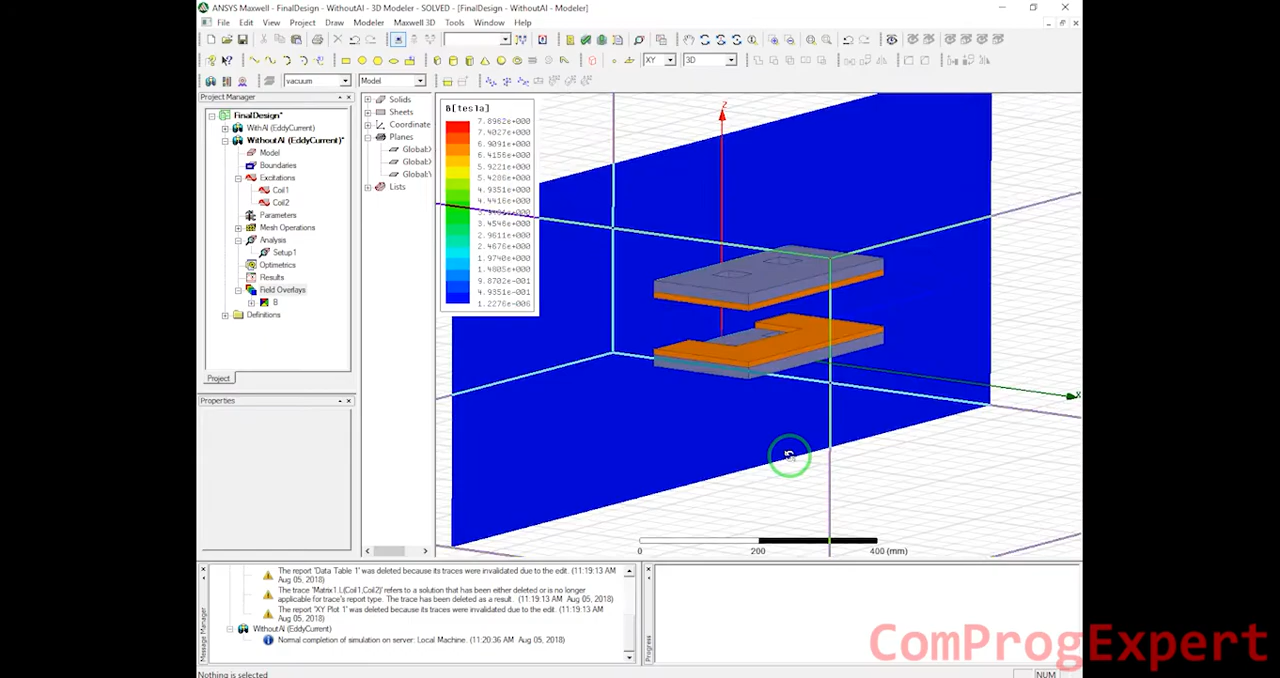 ANSYS Maxwell - FinalDesign - WithoutAl - 3D Modeler - SOLVED - [FinalDesign - WithoutAl - Modeler]
File Edit View Project Draw Modeler Maxwell 3D Tools Window Help
XY 3D
vacuum Model
Project Manager
FinalDesign*
WithAl (EddyCurrent)
WithoutAl (EddyCurrent)*
Model
Boundaries
Excitations
Coil1
Coil2
Parameters
Mesh Operations
Analysis
Setup1
Optimetrics
Results
Field Overlays
B
Definitions
Project
Properties
Solids
Sheets
Coordinate
Planes
Global:
Global:
Global:
Lists
B[tesla]
7.8962e+000
7.4027e+000
6.9091e+000
6.4156e+000
5.9221e+000
5.4286e+000
4.9351e+000
4.4416e+000
3.4546e+000
2.9611e+000
2.4676e+000
1.9740e+000
1.4805e+000
9.8702e-001
4.9351e-001
1.2276e-006
Z
X
0 200 400 (mm)
Message Manager
The report 'Data Table 1' was deleted because its traces were invalidated due to the edit. (11:19:13 AM
Aug 05, 2018)
The trace 'Matrix1.L(Coil1,Coil2)' refers to a solution that has been either deleted or is no longer
applicable for trace's report type. The trace has been deleted as a result. (11:19:13 AM Aug 05, 2018)
The report 'XY Plot 1' was deleted because its traces were invalidated due to the edit. (11:19:13 AM
Aug 05, 2018)
WithoutAl (EddyCurrent)
Normal completion of simulation on server: Local Machine. (11:20:36 AM Aug 05, 2018)
Progress
ComProgExpert
Nothing is selected
NUM